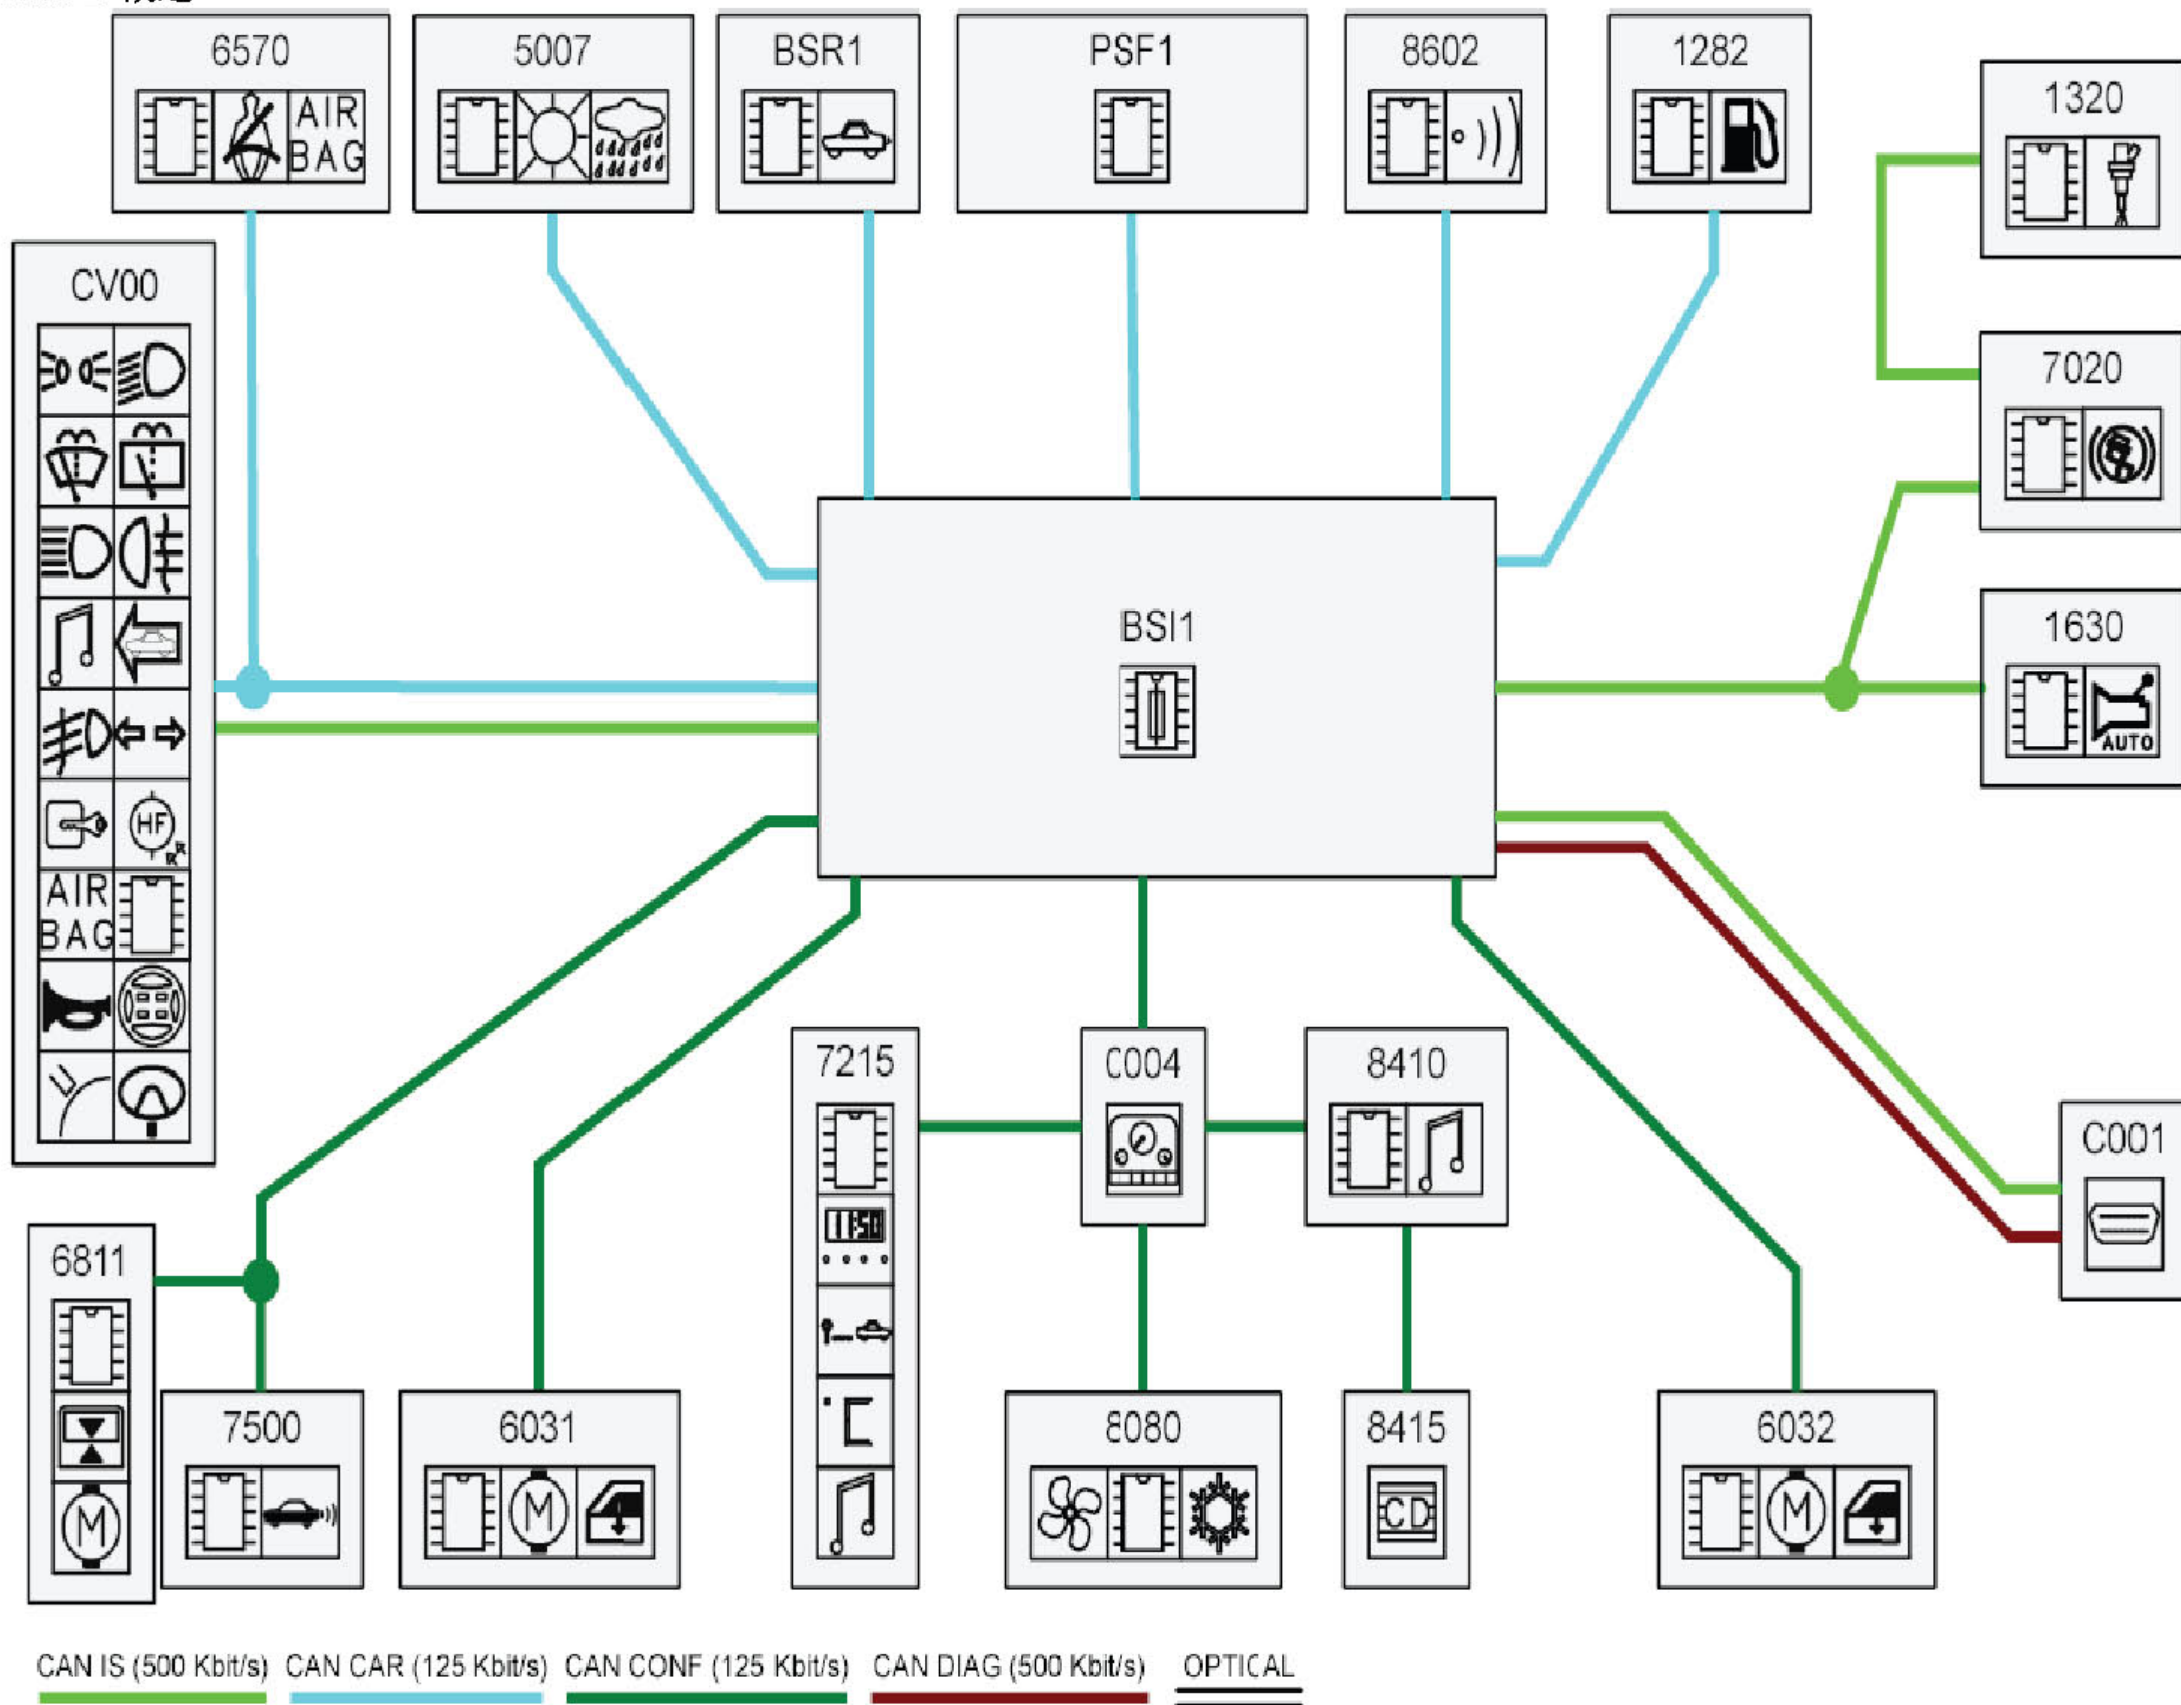 6570
5007
BSR1
PSF1
8602
1282
AIR
BAG
1320
CV00
7020
BSI1
1630
AUTO
HF
AIR
BAG
7215
C004
8410
C001
6811
11:50
M
7500
6031
M
°C
8080
8415
CD
6032
M
CAN IS (500 Kbit/s) CAN CAR (125 Kbit/s) CAN CONF (125 Kbit/s) CAN DIAG (500 Kbit/s) OPTICAL